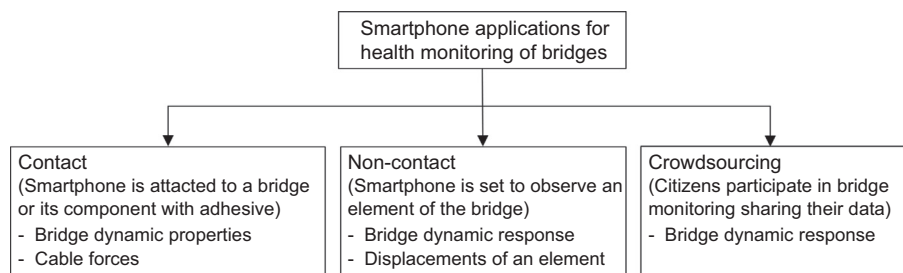 Smartphone applications for
health monitoring of bridges
Contact
(Smartphone is attacted to a bridge
or its component with adhesive)
- Bridge dynamic properties
- Cable forces
Non-contact
(Smartphone is set to observe an
element of the bridge)
- Bridge dynamic response
- Displacements of an element
Crowdsourcing
(Citizens participate in bridge
monitoring sharing their data)
- Bridge dynamic response